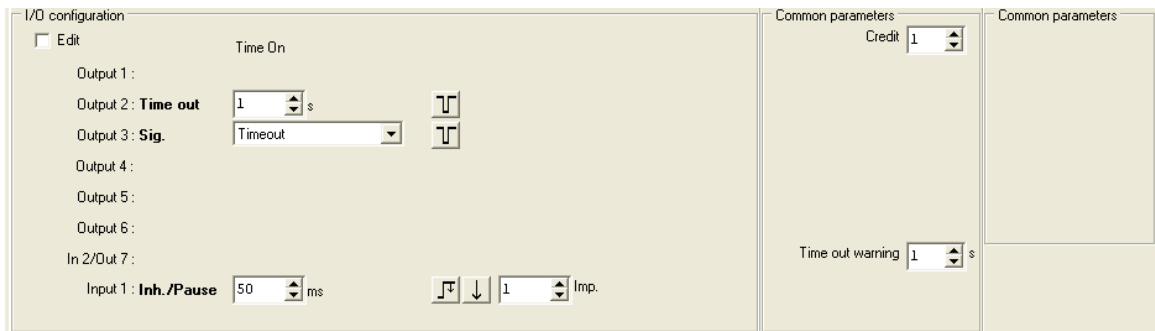 I/O configuration
Edit
Time On
Output 1 :
Output 2 : Time out 1 s
Output 3 : Sig. Timeout
Output 4 :
Output 5 :
Output 6 :
In 2/Out 7 :
Input 1 : Inh./Pause 50 ms 1 Imp.
Common parameters
Credit 1
Time out warning 1 s
Common parameters